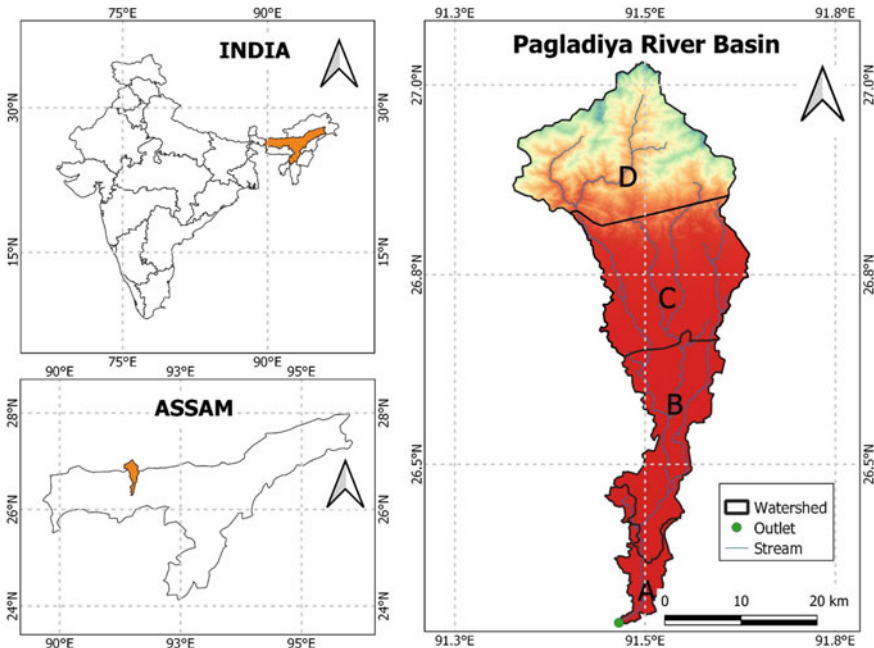 INDIA
75°E
90°E
30°N
30°N
15°N
15°N
75°E
90°E
ASSAM
90°E
93°E
95°E
28°N
28°N
26°N
26°N
24°N
24°N
90°E
93°E
95°E
Pagladiya River Basin
91.3°E
91.5°E
91.8°E
27.0°N
27.0°N
26.8°N
26.8°N
26.5°N
26.5°N
D
C
B
A
Watershed
Outlet
Stream
0
10
20 km
91.3°E
91.5°E
91.8°E